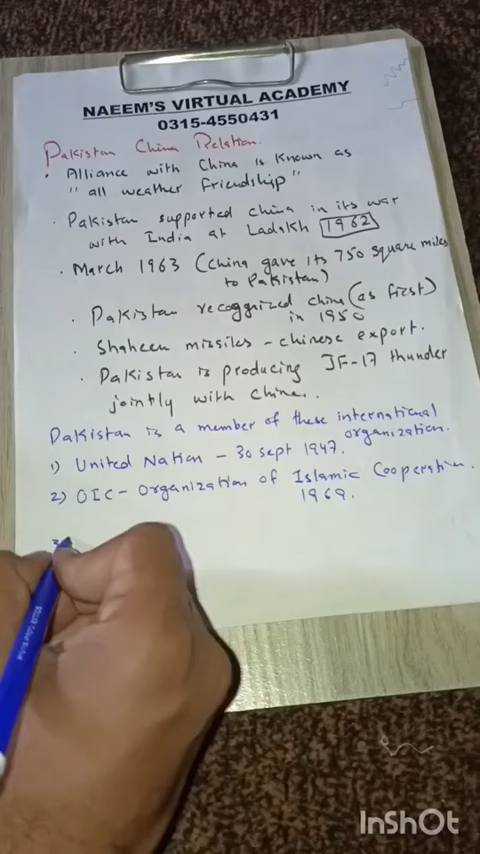 NAEEM'S VIRTUAL ACADEMY
0315-4550431
Pakistan China Relation.
• Alliance with China is known as
" all weather friendship"
• Pakistan supported china in its war
with India at Ladakh 1962
• March 1963 (China gave its 750 square miles
to Pakistan)
• Pakistan recognized china (as first)
in 1950
• Shaheen missiles - chinese export.
• Pakistan is producing JF-17 thunder
jointly with China.
Pakistan is a member of these international
organization.
1) United Nation - 30 sept 1947.
2) OIC - Organization of Islamic Cooperation.
1969.
InShOt